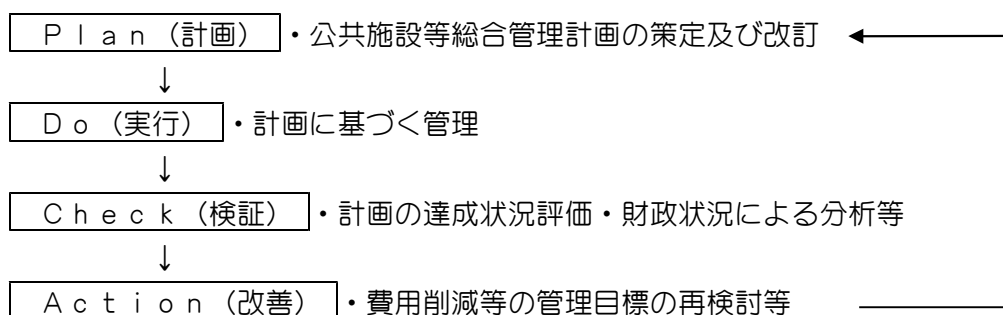 Ｐｌａｎ（計画）・公共施設等総合管理計画の策定及び改訂
↓
Ｄｏ（実行）・計画に基づく管理
↓
Ｃｈｅｃｋ（検証）・計画の達成状況評価・財政状況による分析等
↓
Ａｃｔｉｏｎ（改善）・費用削減等の管理目標の再検討等